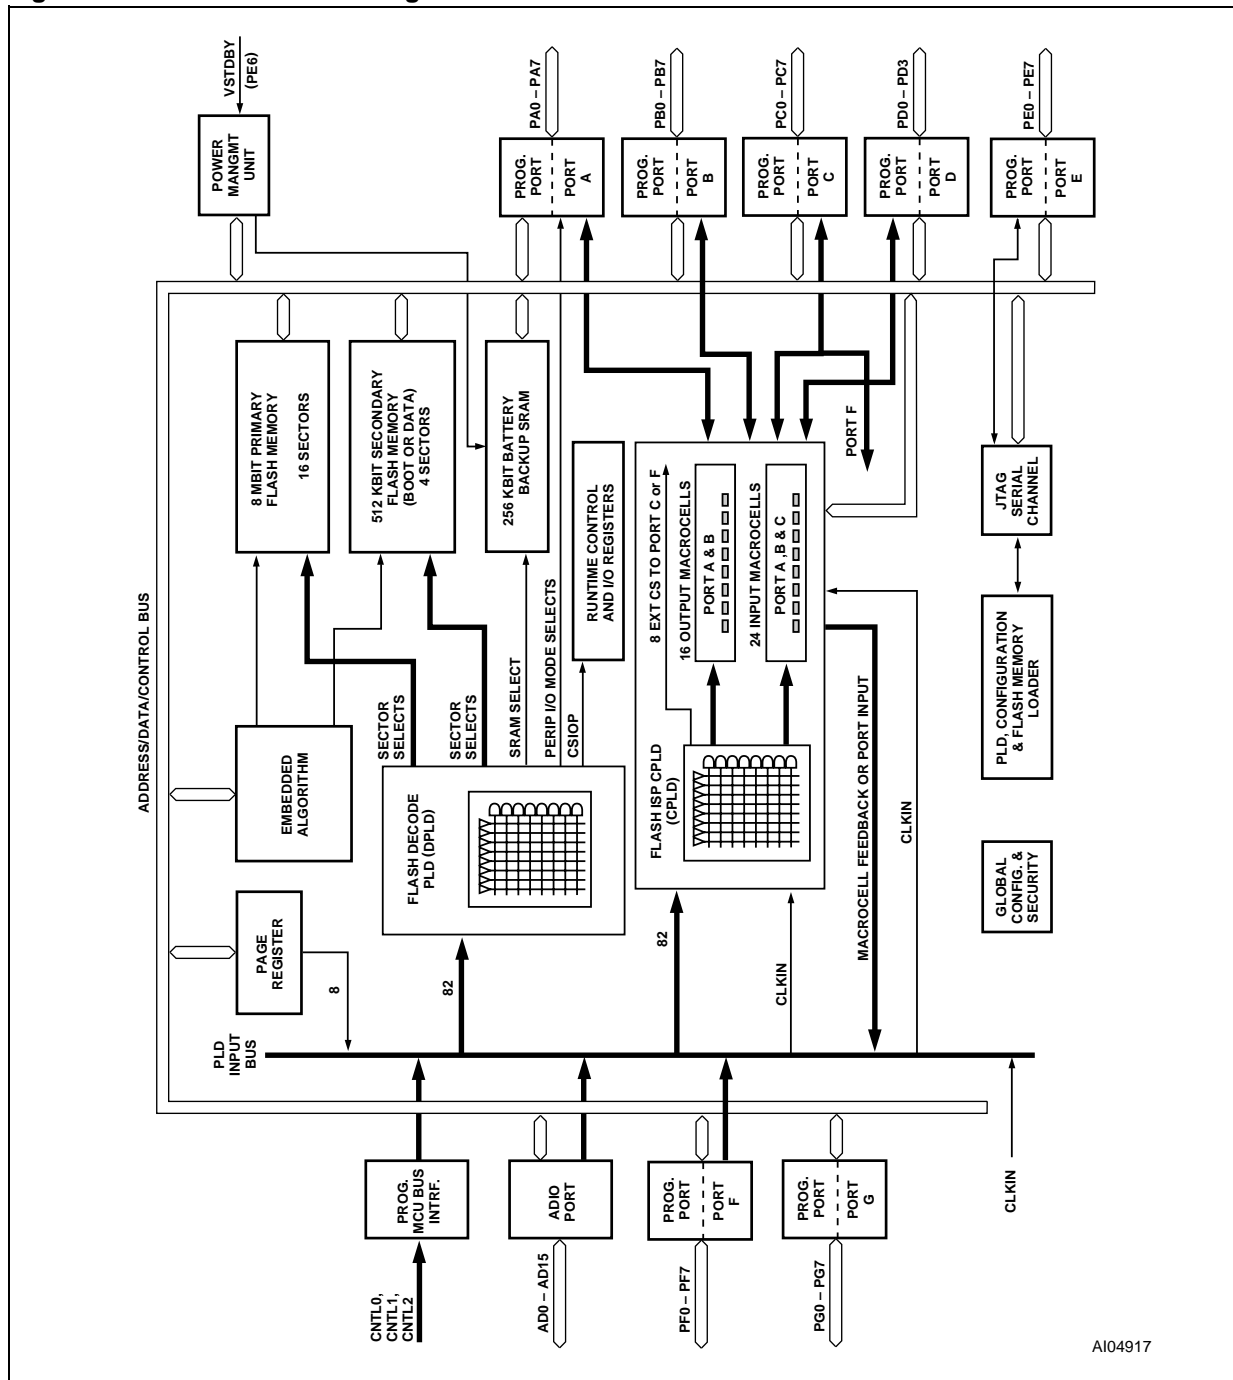 VSTDBY
(PE6)
PA0 – PA7
PB0 – PB7
PC0 – PC7
PD0 – PD3
PE0 – PE7
POWER
MANGMT
UNIT
PROG.
PORT
PORT
A
PROG.
PORT
PORT
B
PROG.
PORT
PORT
C
PROG.
PORT
PORT
D
PROG.
PORT
PORT
E
ADDRESS/DATA/CONTROL BUS
8 MBIT PRIMARY
FLASH MEMORY
16 SECTORS
512 KBIT SECONDARY
FLASH MEMORY
(BOOT OR DATA)
4 SECTORS
256 KBIT BATTERY
BACKUP SRAM
RUNTIME CONTROL
AND I/O REGISTERS
PORT F
JTAG
SERIAL
CHANNEL
8 EXT CS TO PORT C or F
16 OUTPUT MACROCELLS
PORT A & B
24 INPUT MACROCELLS
PORT A ,B & C
SECTOR
SELECTS
SECTOR
SELECTS
SRAM SELECT
PERIP I/O MODE SELECTS
CSIOP
EMBEDDED
ALGORITHM
FLASH DECODE
PLD (DPLD)
FLASH ISP CPLD
(CPLD)
MACROCELL FEEDBACK OR PORT INPUT
CLKIN
PLD, CONFIGURATION
& FLASH MEMORY
LOADER
GLOBAL
CONFIG. &
SECURITY
PAGE
REGISTER
8
82
82
CLKIN
PLD
INPUT
BUS
PROG.
MCU BUS
INTRF.
ADIO
PORT
PROG.
PORT
PORT
F
PROG.
PORT
PORT
G
CLKIN
CNTL0,
CNTL1,
CNTL2
AD0 – AD15
PF0 – PF7
PG0 – PG7
AI04917